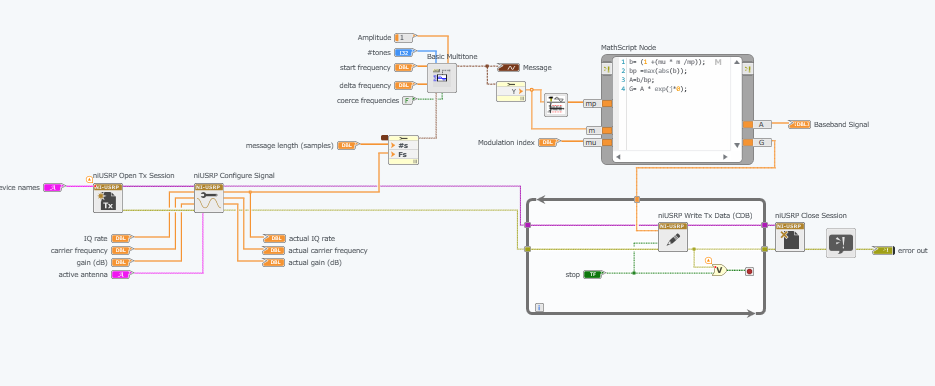 Amplitude
1
MathScript Node
#tones
I32
Basic Multitone
start frequency
DBL
Message
delta frequency
DBL
coerce frequencies
F
Y
1 b= (1 +(mu * m /mp));
2 bp =max(abs(b));
3 A=b/bp;
4 G= A * exp(j*0);
mp
m
mu
A
G
DBL
Baseband Signal
message length (samples)
DBL
#s
Fs
Modulation index
DBL
evice names
niUSRP Open Tx Session
niUSRP Configure Signal
NI-USRP
Tx
NI-USRP
niUSRP Write Tx Data (CDB)
niUSRP Close Session
NI-USRP
NI-USRP
IQ rate
DBL
DBL
actual IQ rate
carrier frequency
DBL
DBL
actual carrier frequency
gain (dB)
DBL
DBL
actual gain (dB)
active antenna
stop
TF
V
error out
i